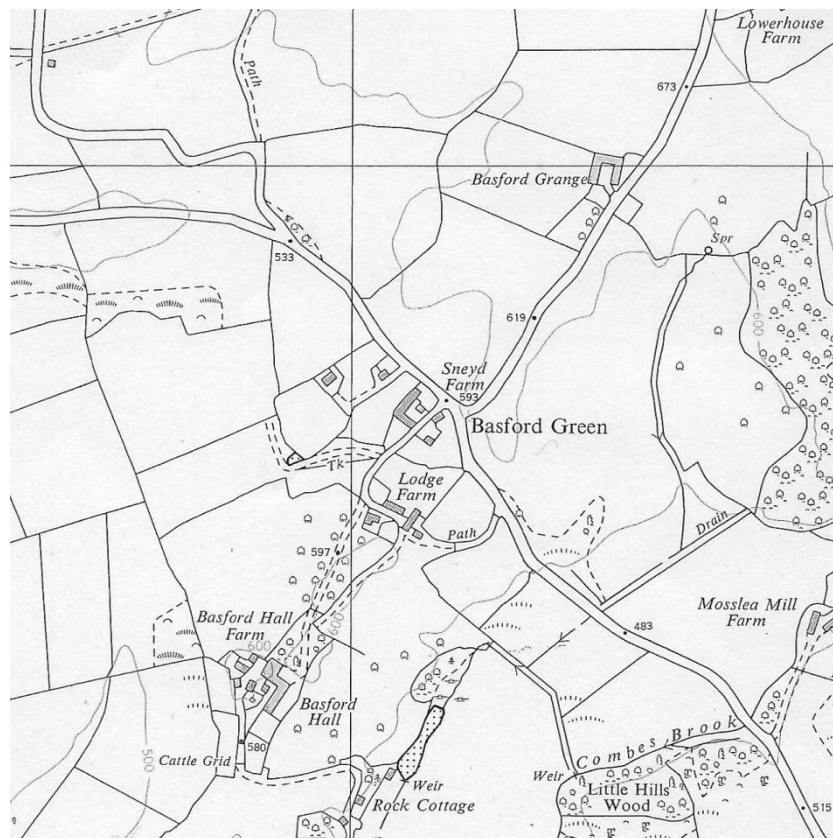 Lowerhouse
Farm
Path
673
Basford Grange
Spr
533
619
600
Sneyd
Farm
593
Basford Green
Tk
Lodge
Farm
Drain
Path
597
Mosslea Mill
Farm
Basford Hall
Farm
600
600
483
Basford
Hall
500
580
Combes Brook
Cattle Grid
Weir
Weir
Rock Cottage
Little Hills
Wood
515